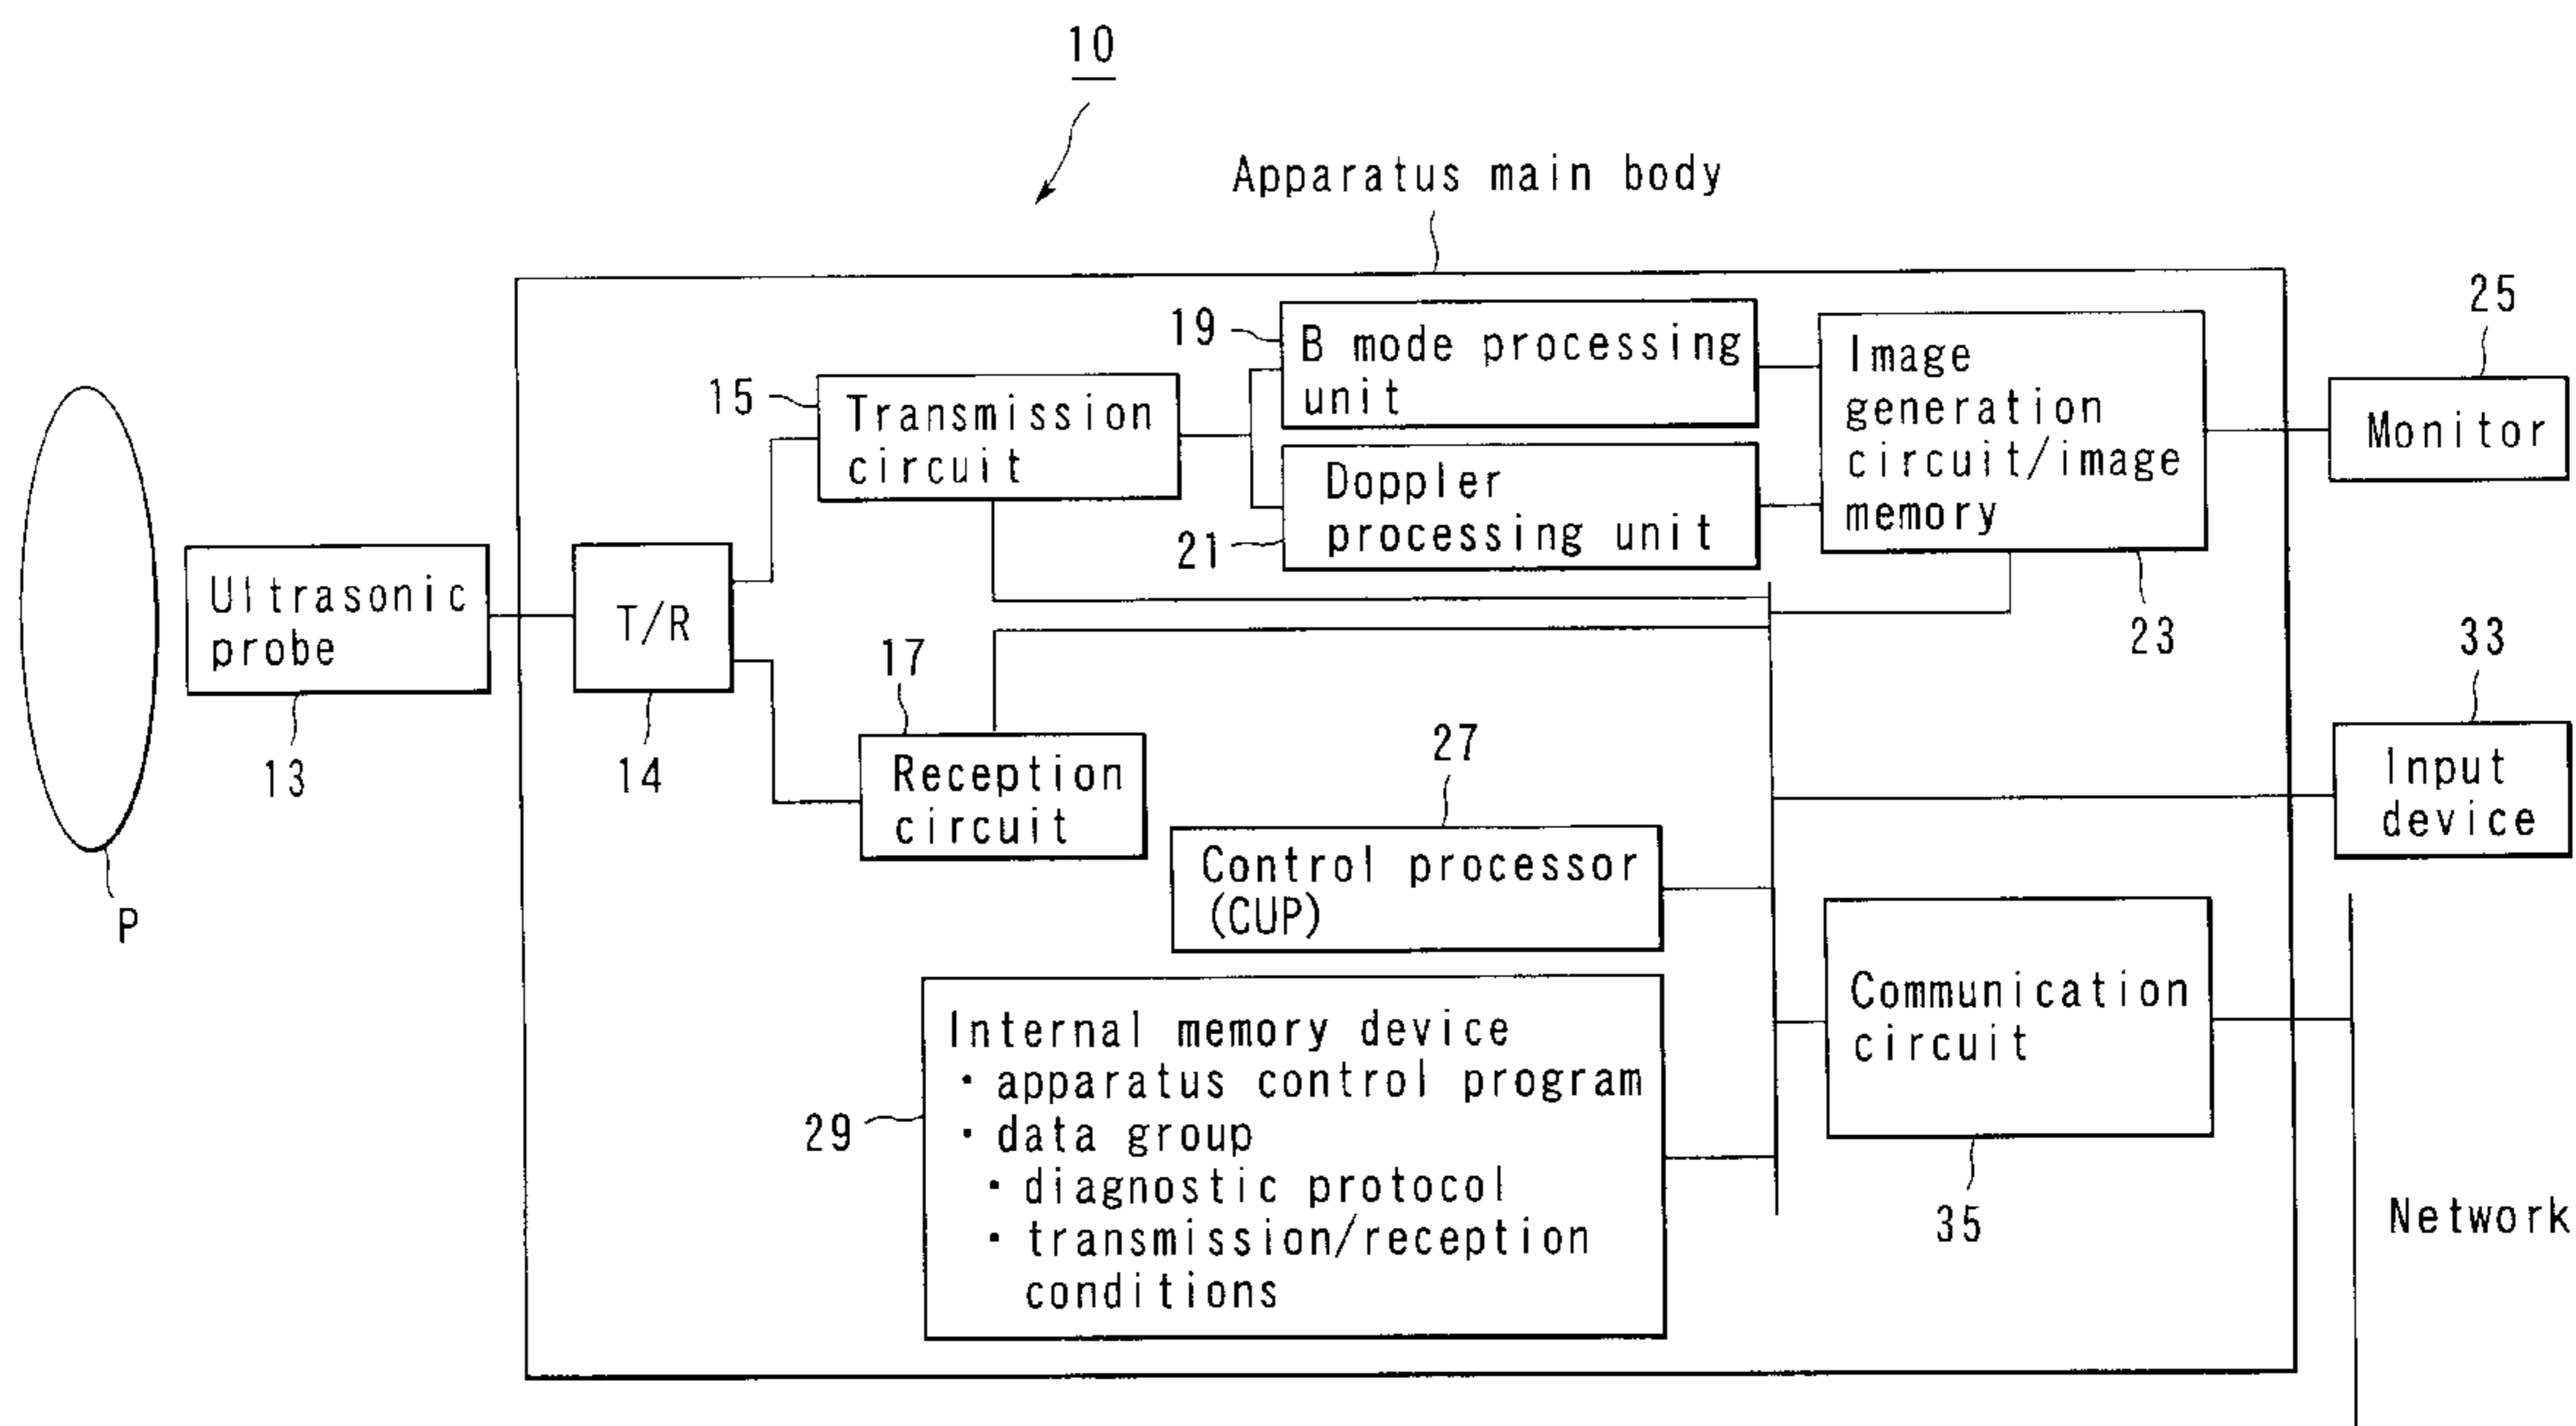 10
Apparatus main body
19
B mode processing
unit
15
Transmission
circuit
21
Doppler
processing unit
Image
generation
circuit/image
memory
23
25
Monitor
Ultrasonic
probe
13
T/R
14
P
17
Reception
circuit
27
Control processor
(CUP)
33
Input
device
29
Internal memory device
・apparatus control program
・data group
・diagnostic protocol
・transmission/reception
conditions
Communication
circuit
35
Network